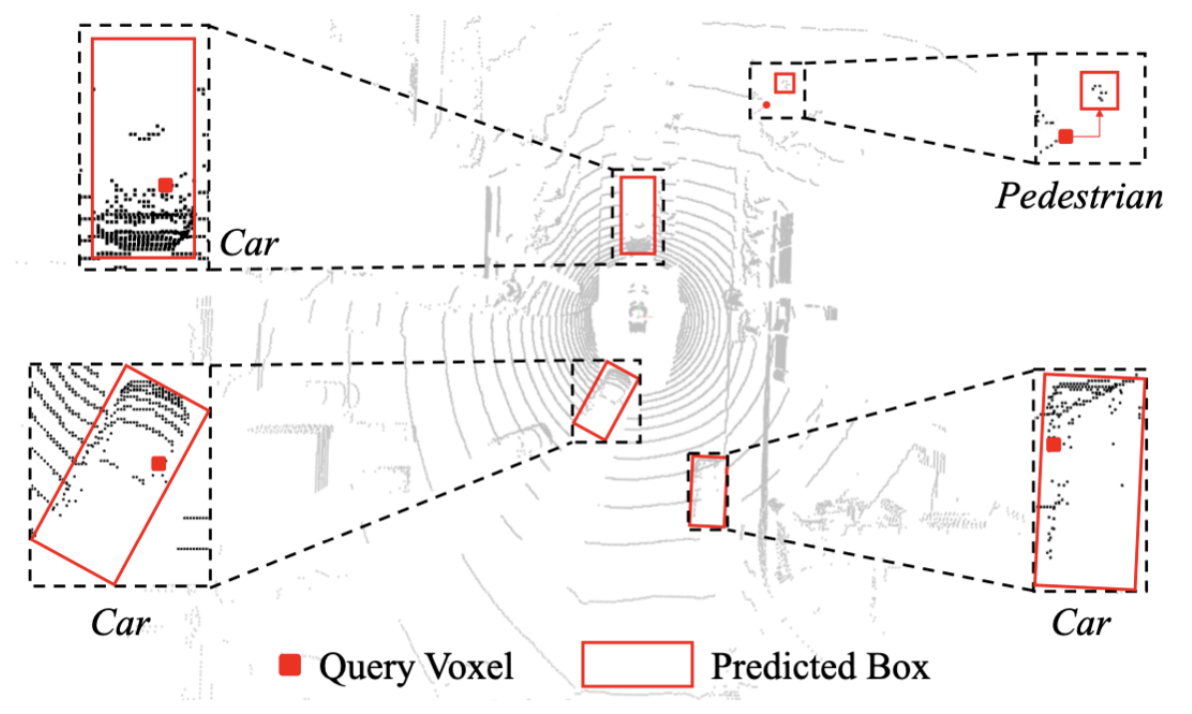 Pedestrian
Car
Car
Car
Query Voxel
Predicted Box